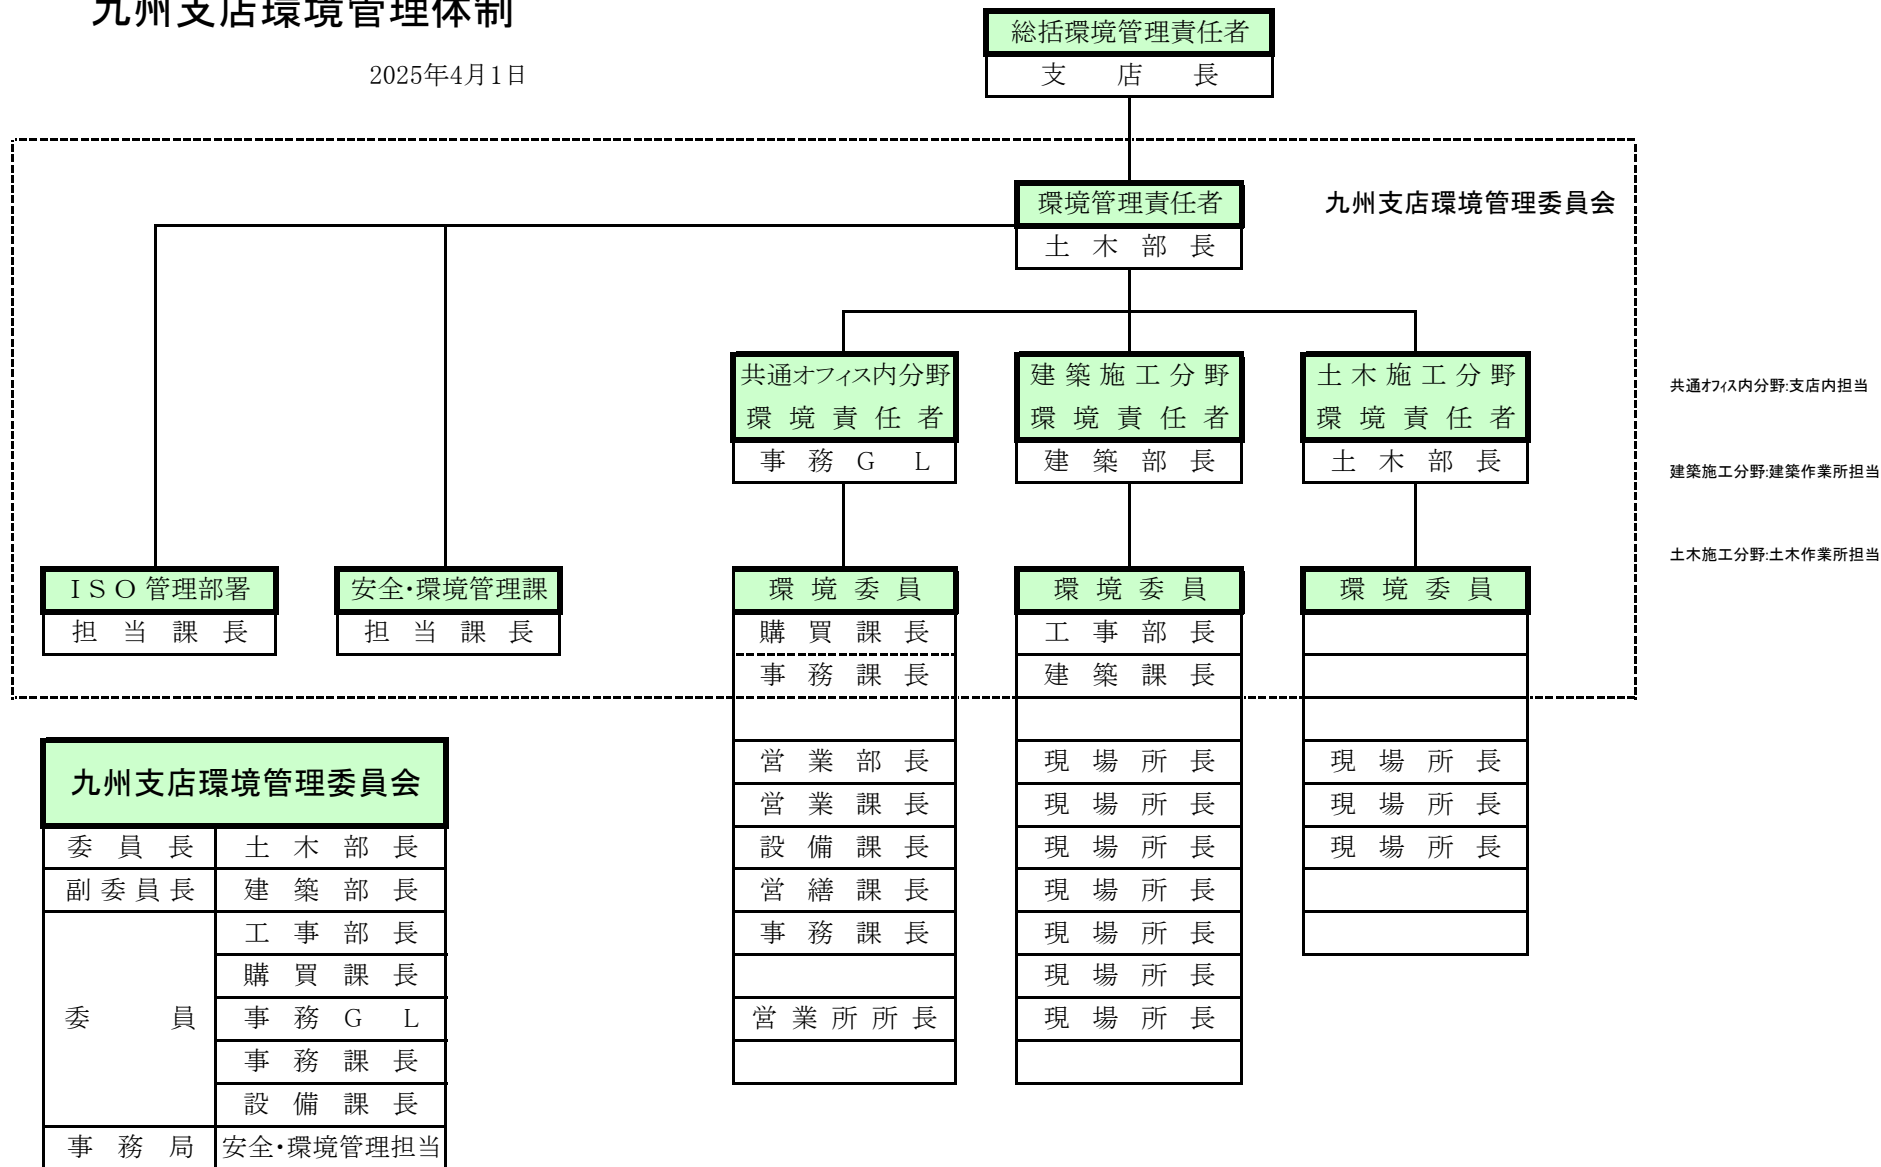 九州支店環境管理体制
2025年4月1日
総括環境管理責任者
支店長
九州支店環境管理委員会
環境管理責任者
土木部長
共通オフィス内分野
環境責任者
事務GL
建築施工分野
環境責任者
建築部長
土木施工分野
環境責任者
土木部長
共通オフィス内分野:支店内担当
建築施工分野:建築作業所担当
土木施工分野:土木作業所担当
ISO管理部署
担当課長
安全・環境管理課
担当課長
環境委員
購買課長
事務課長
営業部長
営業課長
設備課長
営繕課長
事務課長
営業所所長
環境委員
工事部長
建築課長
現場所長
現場所長
現場所長
現場所長
現場所長
現場所長
現場所長
環境委員
現場所長
現場所長
現場所長
九州支店環境管理委員会
委員長 土木部長
副委員長 建築部長
委員 工事部長
購買課長
事務GL
事務課長
設備課長
事務局 安全・環境管理担当